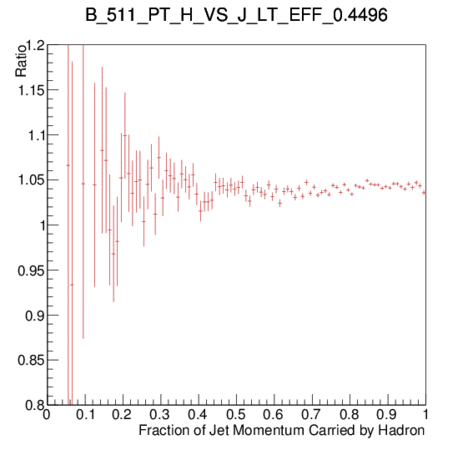 B_511_PT_H_VS_J_LT_EFF_0.4496
Ratio
1.2
1.15
1.1
1.05
1
0.95
0.9
0.85
0.8
0 0.1 0.2 0.3 0.4 0.5 0.6 0.7 0.8 0.9 1
Fraction of Jet Momentum Carried by Hadron